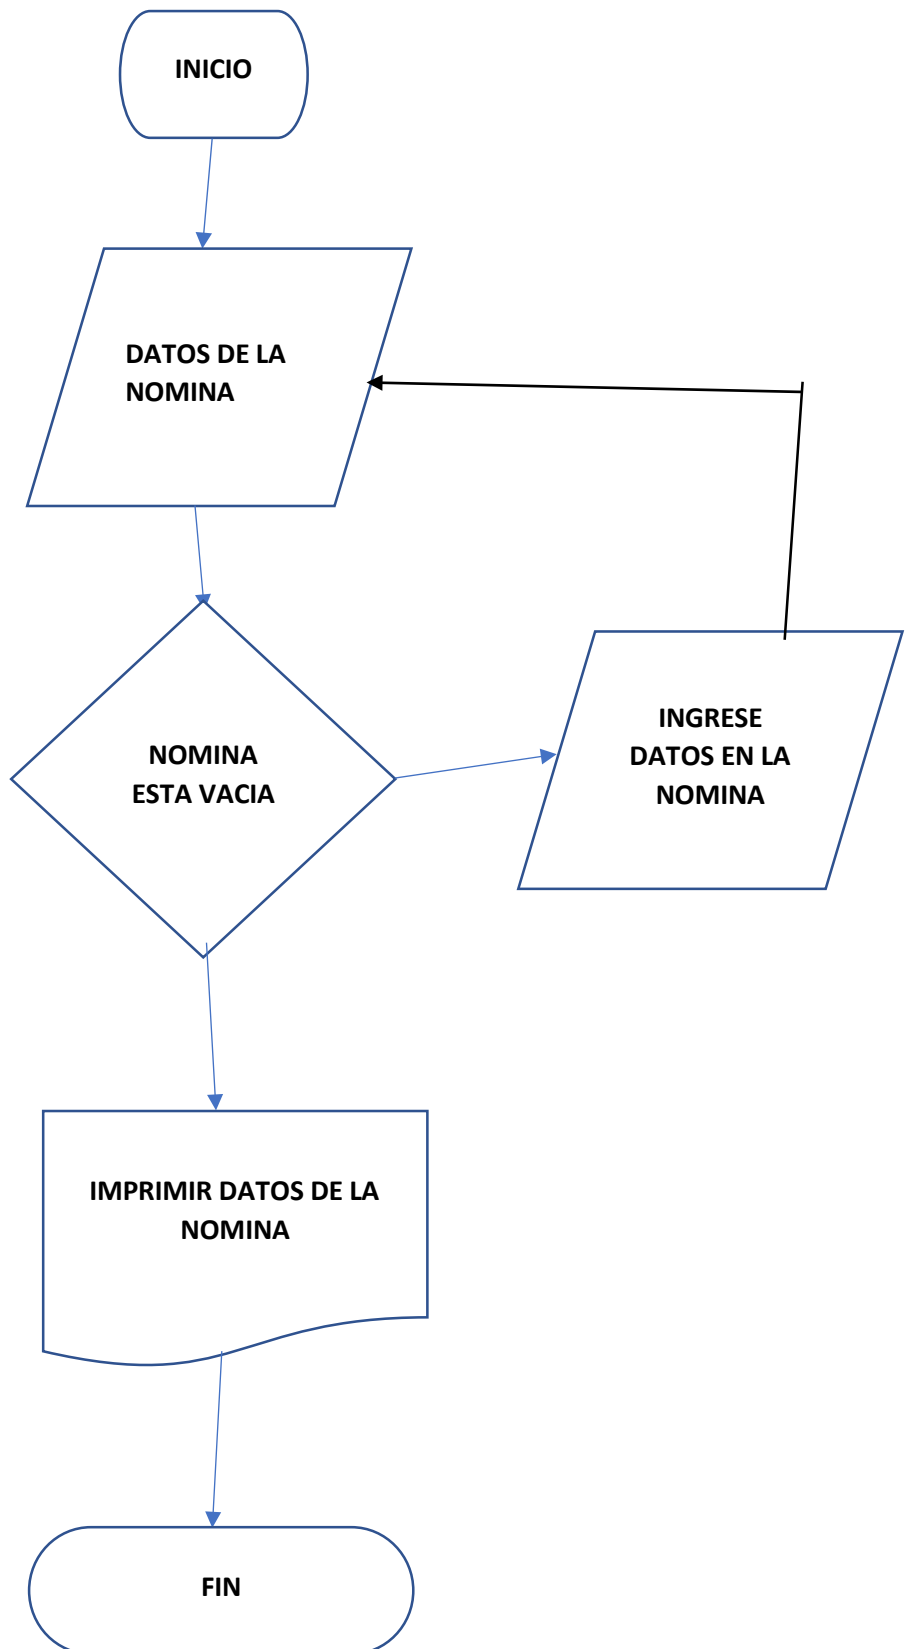 INICIO
DATOS DE LA
NOMINA
NOMINA
ESTA VACIA
INGRESE
DATOS EN LA
NOMINA
IMPRIMIR DATOS DE LA
NOMINA
FIN